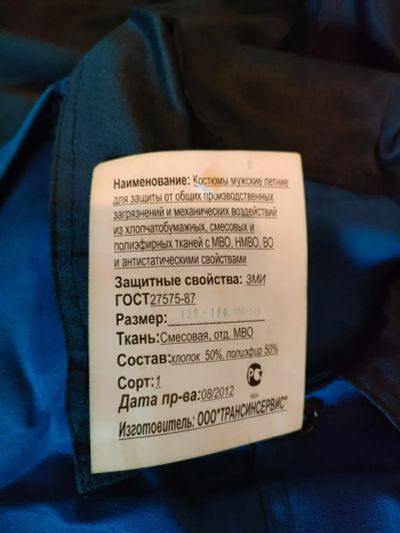 Наименование: Костюмы мужские летние
для защиты от общих производственных
загрязнений и механических воздействий
из хлопчатобумажных, смесовых и
полиэфирных тканей с МВО, НМВО, ВО
и антистатическими свойствами
Защитные свойства: ЗМИ
ГОСТ27575-87
Размер: 120-124,
Ткань:Смесовая, отд. МВО
Состав:хлопок 50%, полиэфир 50%
Сорт:1
Дата пр-ва:08/2012
Изготовитель: ООО"ТРАНСИНСЕРВИС"